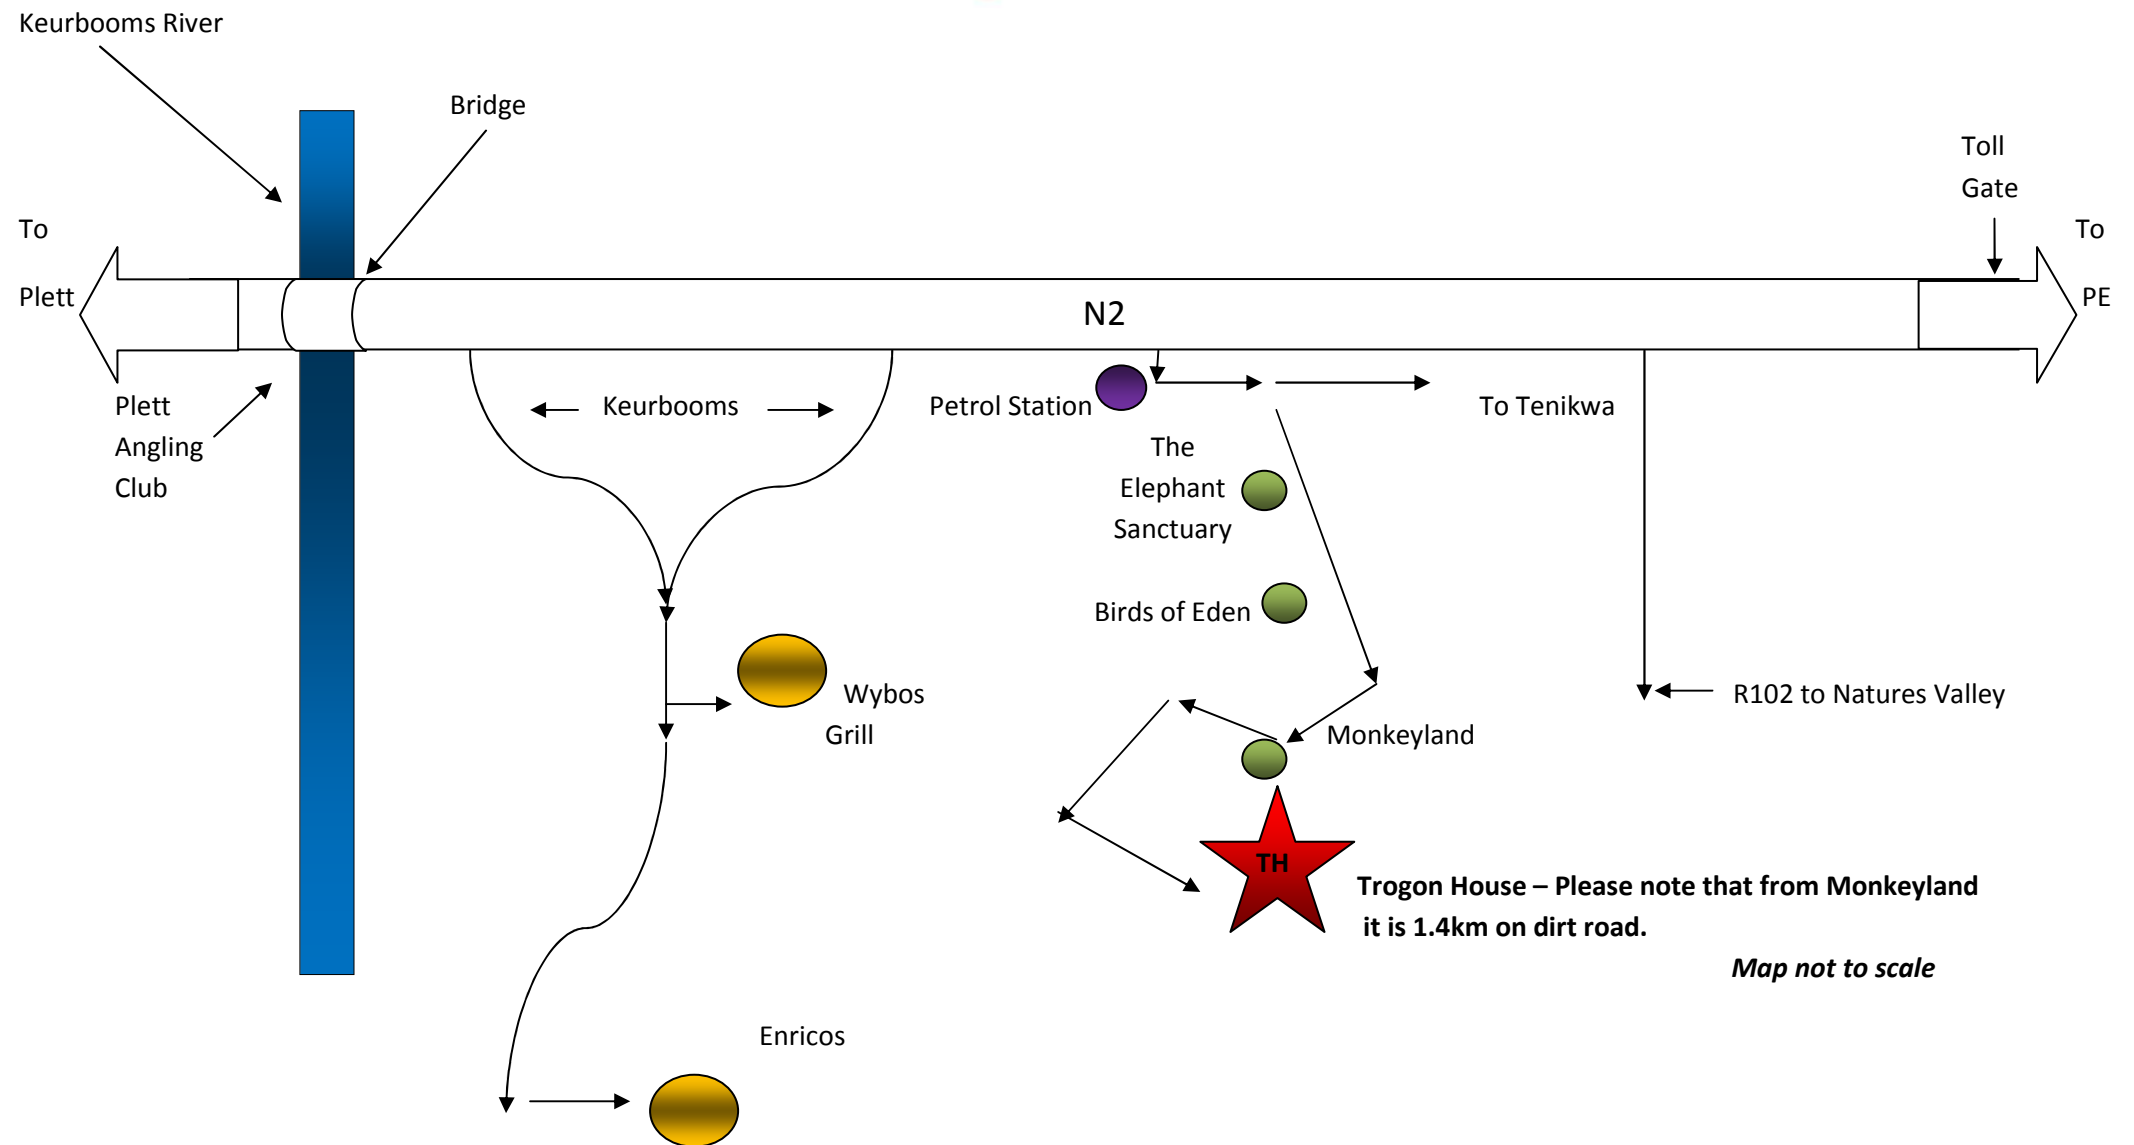 Keurbooms River
Bridge
Toll
Gate
To
To
Plett
N2
PE
Plett
Angling
Club
Keurbooms
Petrol Station
To Tenikwa
The
Elephant
Sanctuary
Birds of Eden
Wybos
Grill
R102 to Natures Valley
Monkeyland
TH
Trogon House – Please note that from Monkeyland
it is 1.4km on dirt road.
Map not to scale
Enricos